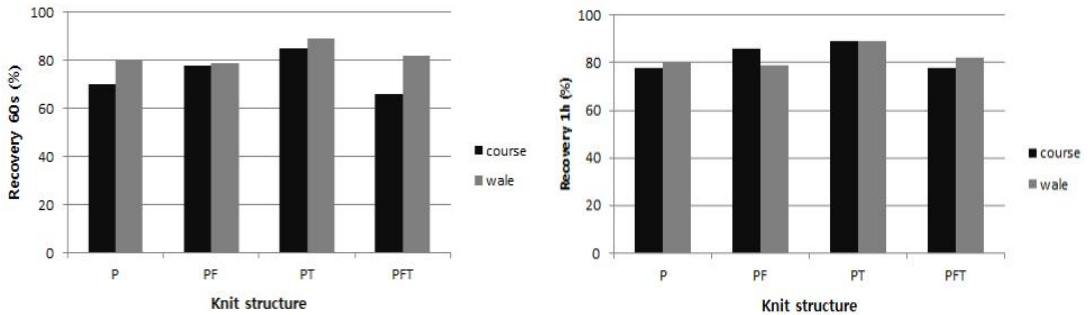 Recovery 60s (%)
100
80
60
40
20
0
P PF PT PFT
Knit structure
course
wale
Recovery 1h (%)
100
80
60
40
20
0
P PF PT PFT
Knit structure
course
wale